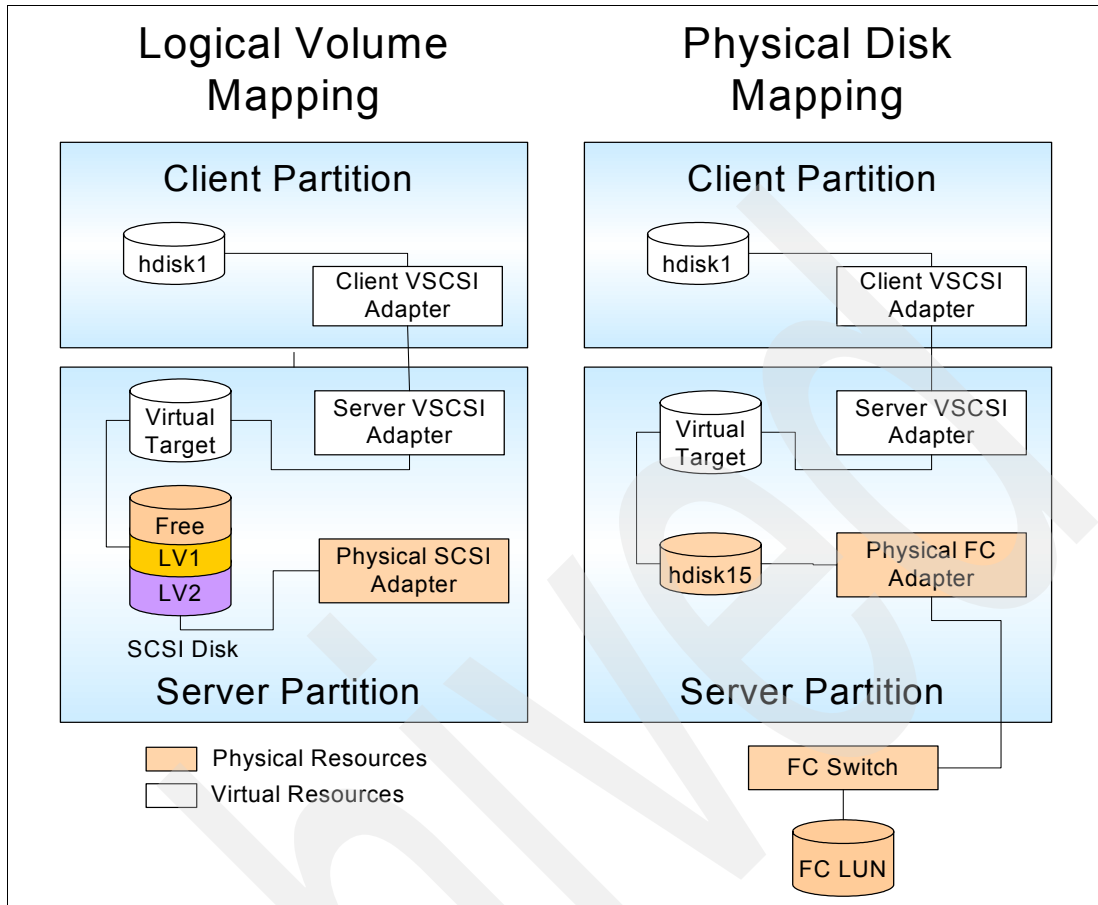 Logical Volume
Mapping
Client Partition
hdisk1
Client VSCSI
Adapter
Virtual
Target
Server VSCSI
Adapter
Free
LV1
LV2
SCSI Disk
Physical SCSI
Adapter
Server Partition
Physical Resources
Virtual Resources
Physical Disk
Mapping
Client Partition
hdisk1
Client VSCSI
Adapter
Virtual
Target
Server VSCSI
Adapter
hdisk15
Physical FC
Adapter
Server Partition
FC Switch
FC LUN
hived